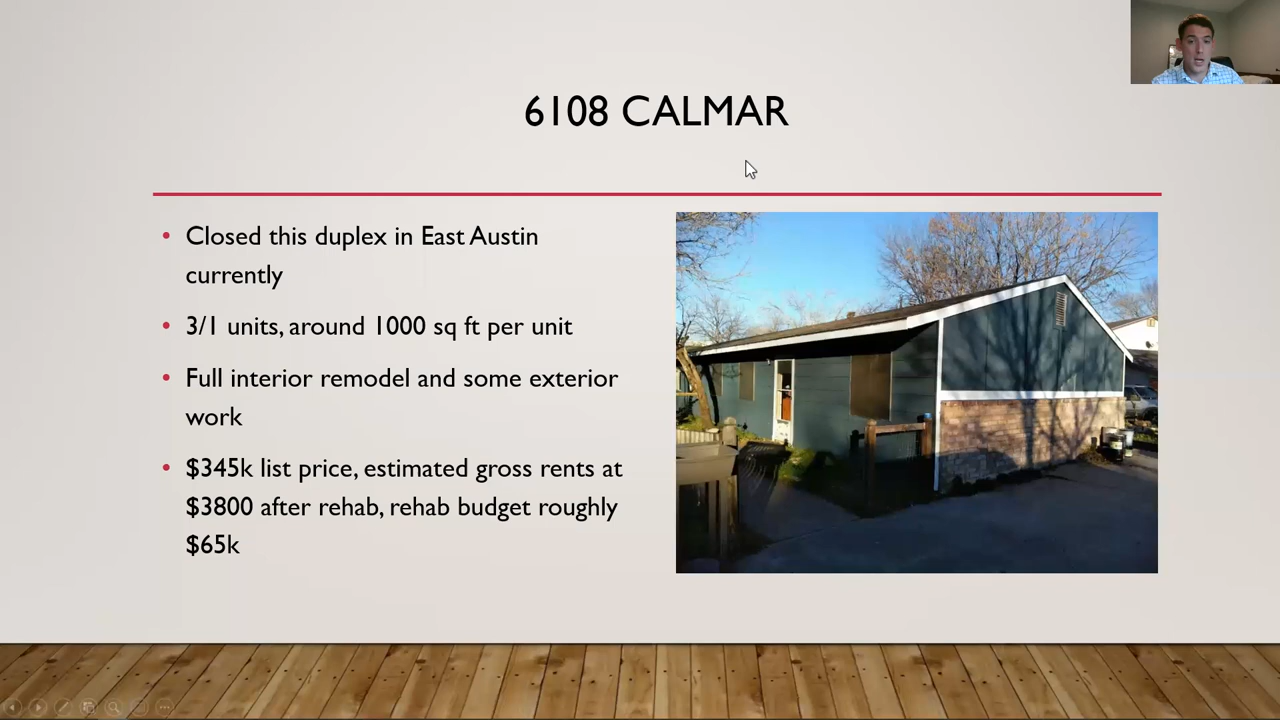 6108 CALMAR
• Closed this duplex in East Austin
currently
• 3/1 units, around 1000 sq ft per unit
• Full interior remodel and some exterior
work
• $345k list price, estimated gross rents at
$3800 after rehab, rehab budget roughly
$65k